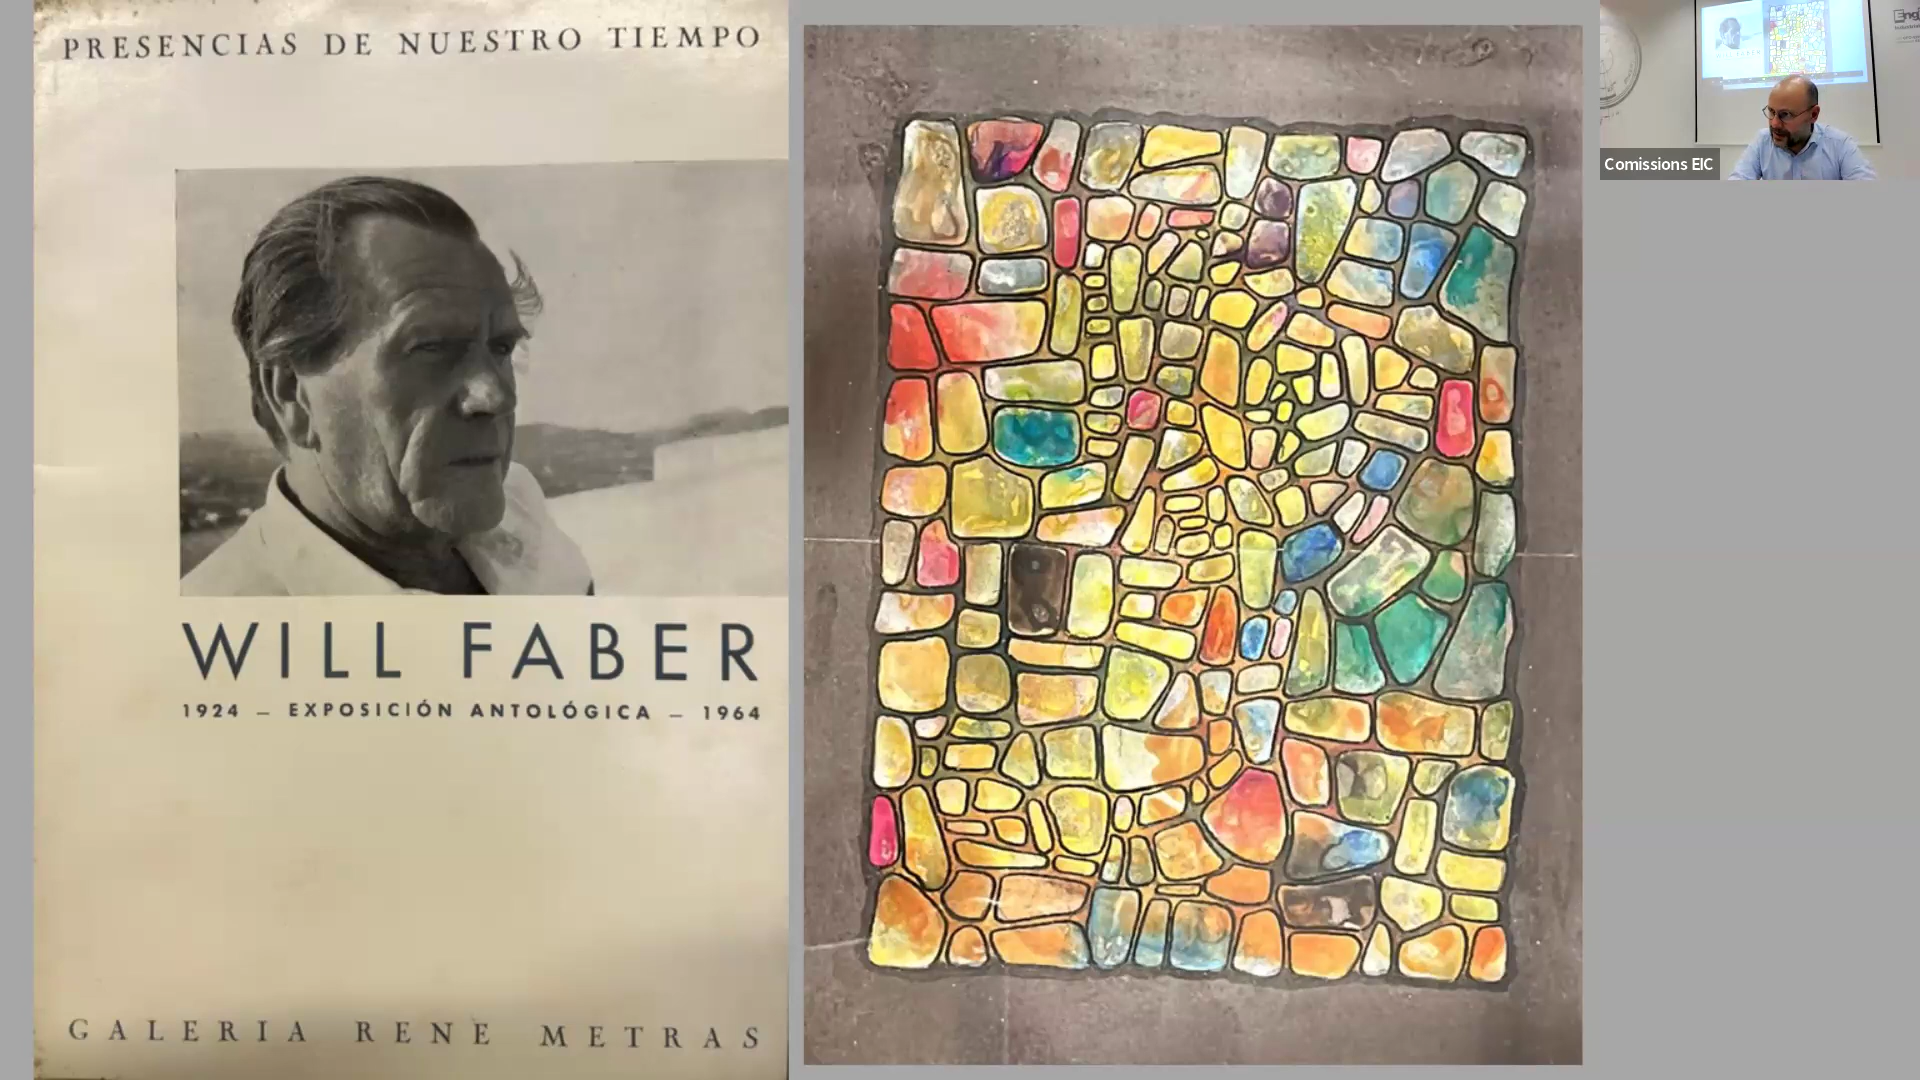 PRESENCIAS DE NUESTRO TIEMPO
WILL FABER
1924 – EXPOSICIÓN ANTOLÓGICA – 1964
GALERIA RENE METRAS
Comissions EIC